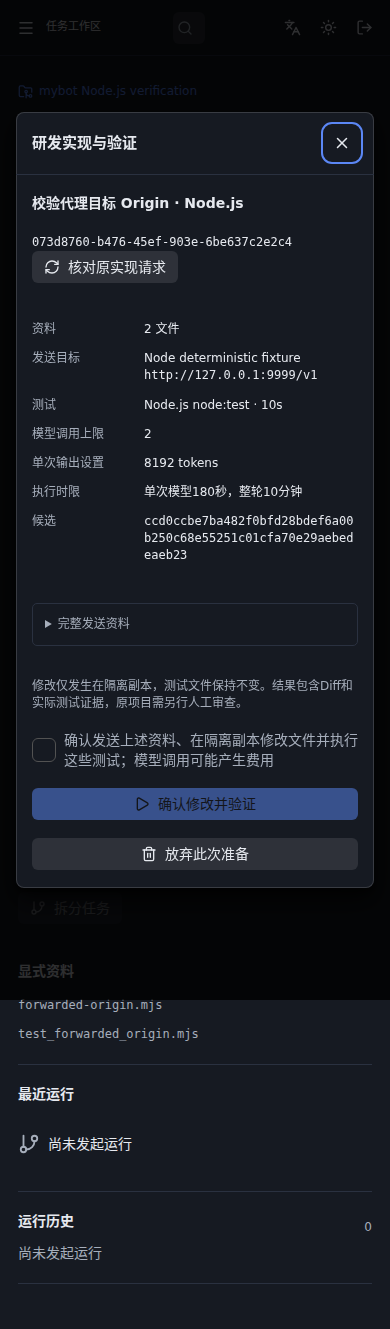 任务工作区
mybot Node.js verification
研发实现与验证
校验代理目标 Origin · Node.js
073d8760-b476-45ef-903e-6be637c2e2c4
核对原实现请求
资料 2 文件
发送目标 Node deterministic fixture
http://127.0.0.1:9999/v1
测试 Node.js node:test · 10s
模型调用上限 2
单次输出设置 8192 tokens
执行时限 单次模型180秒，整轮10分钟
候选 ccd0ccbe7ba482f0bfd28bdef6a00
b250c68e55251c01cfa70e29aebed
eaeb23
完整发送资料
修改仅发生在隔离副本，测试文件保持不变。结果包含Diff和
实际测试证据，原项目需另行人工审查。
确认发送上述资料、在隔离副本修改文件并执行
这些测试；模型调用可能产生费用
确认修改并验证
放弃此次准备
拆分任务
显式资料
forwarded-origin.mjs
test_forwarded_origin.mjs
最近运行
尚未发起运行
运行历史 0
尚未发起运行